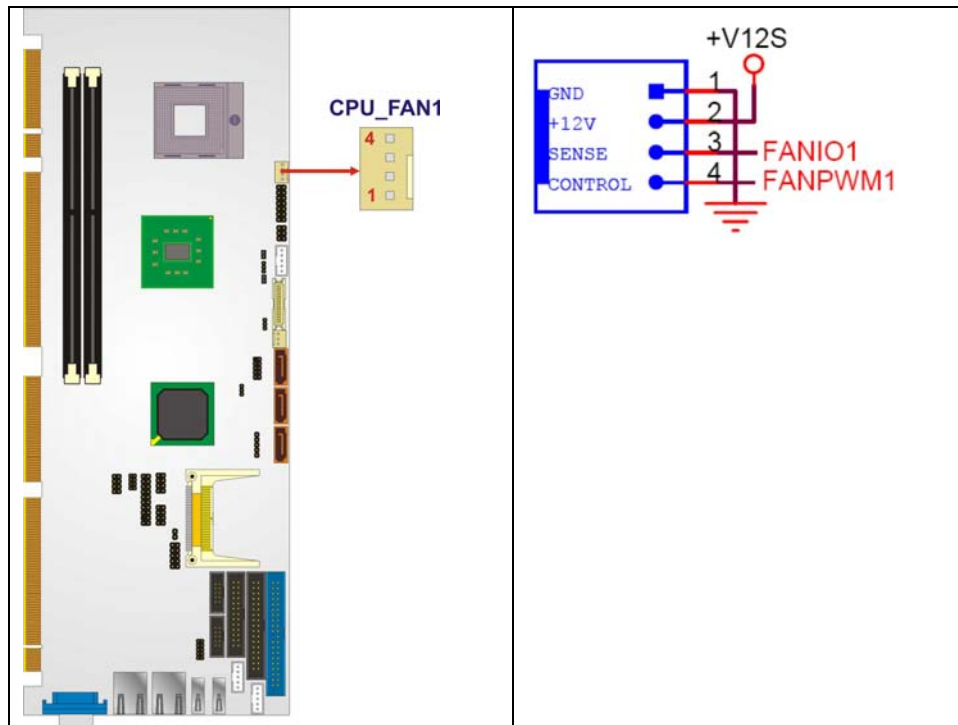 CPU_FAN1
4
1
+V12S
GND 1
+12V 2
SENSE 3 FANIO1
CONTROL 4 FANPWM1